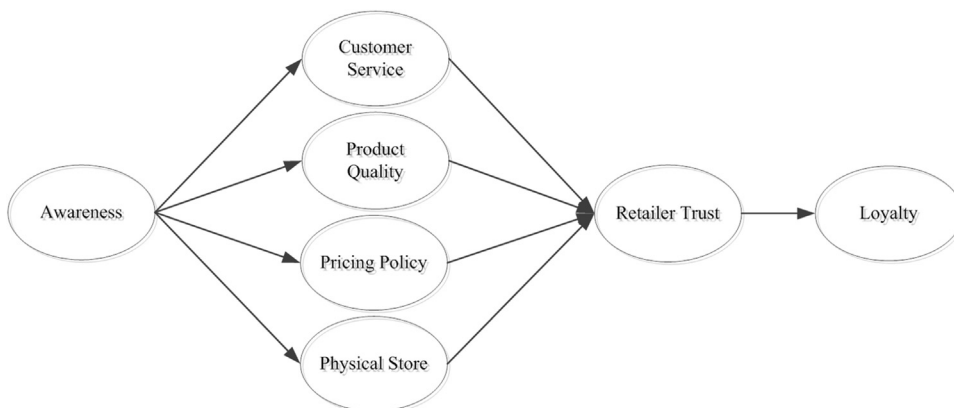 Customer
Service
Product
Quality
Awareness
Retailer Trust
Loyalty
Pricing Policy
Physical Store